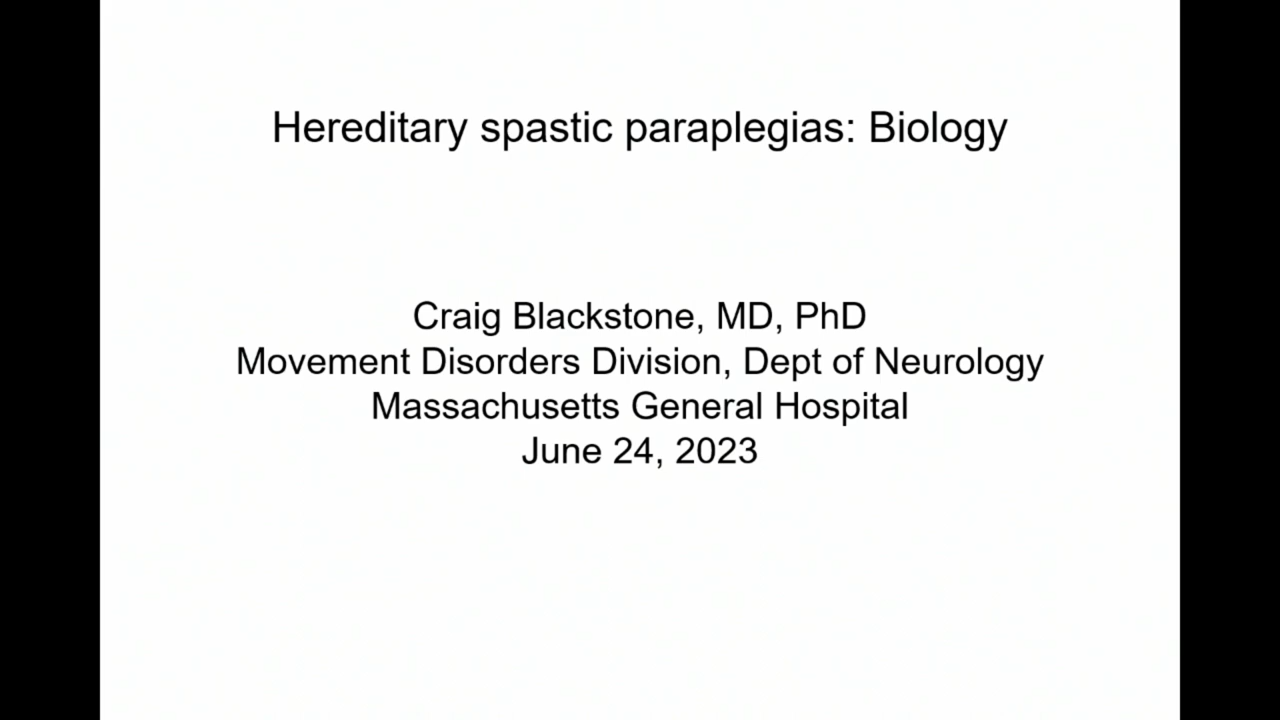 Hereditary spastic paraplegias: Biology
Craig Blackstone, MD, PhD
Movement Disorders Division, Dept of Neurology
Massachusetts General Hospital
June 24, 2023